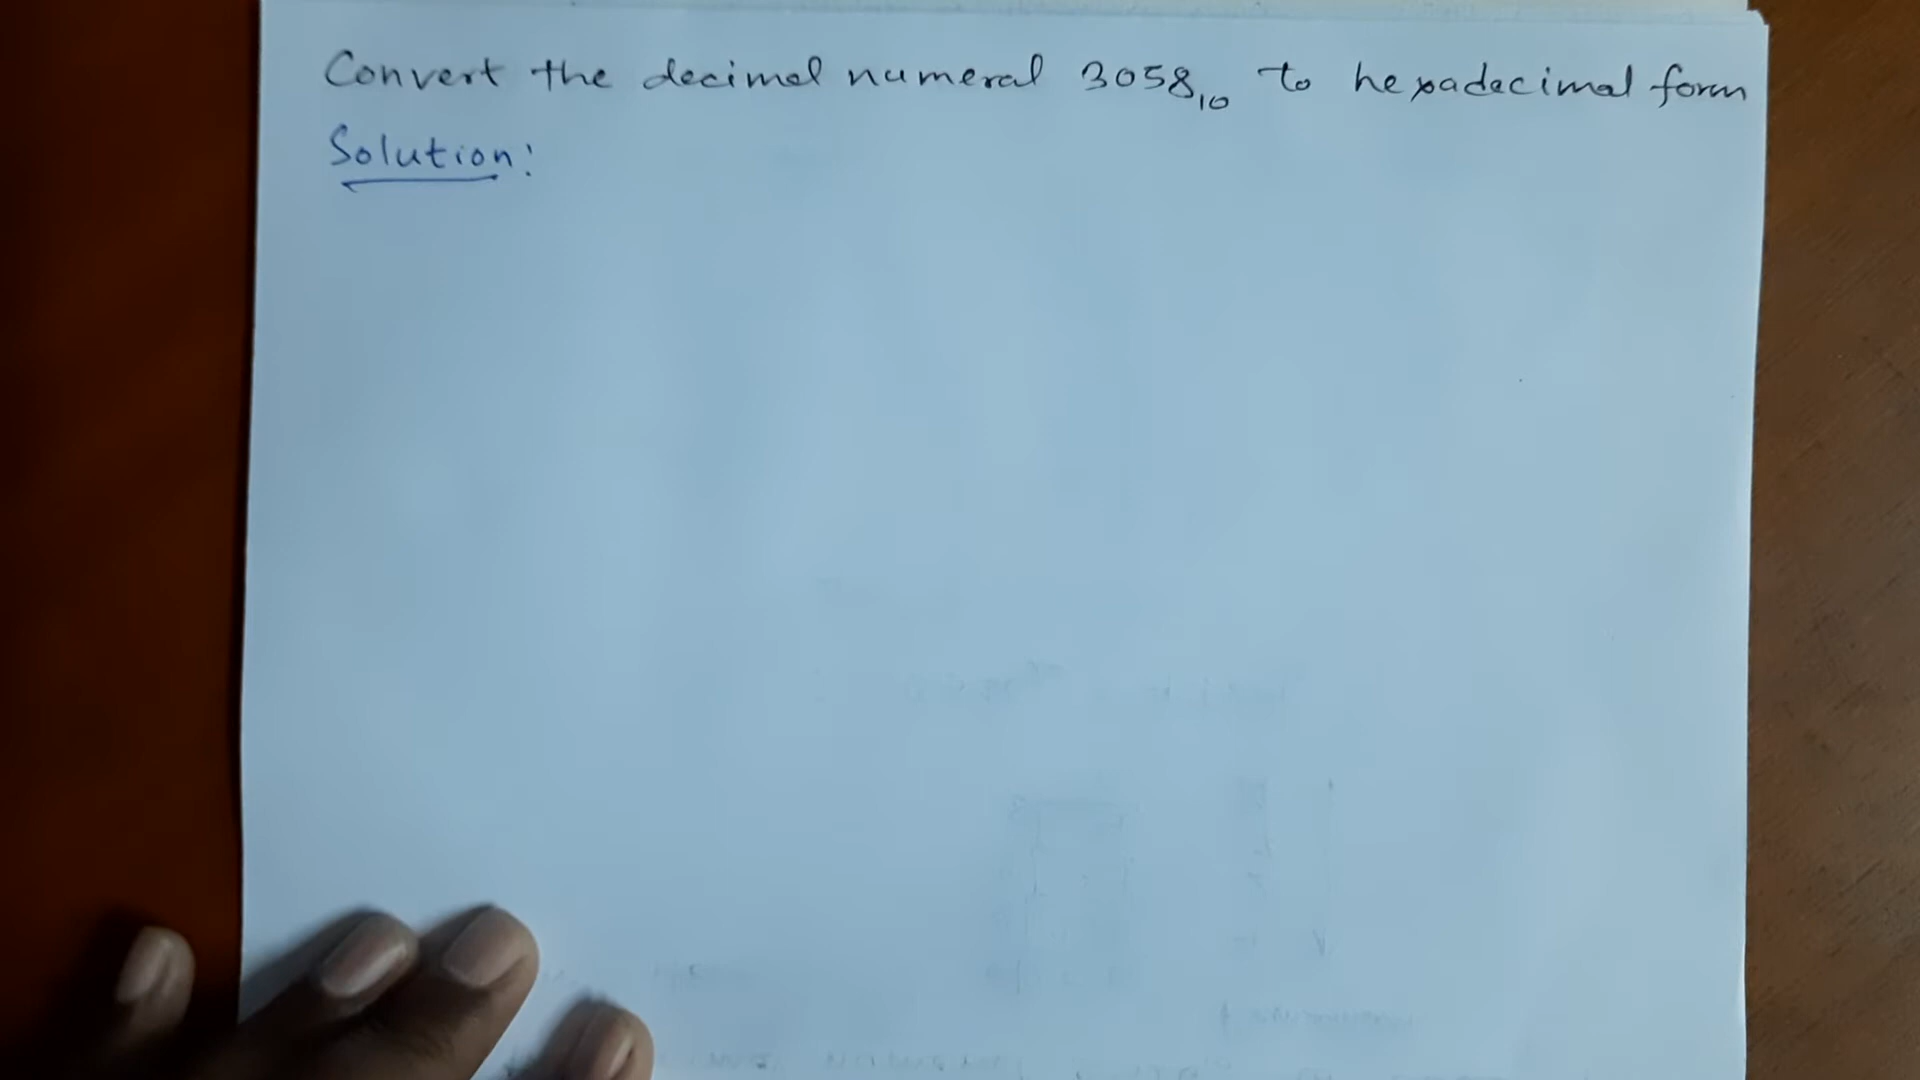 Convert the decimal numeral 3058₁₀ to hexadecimal form
Solution: